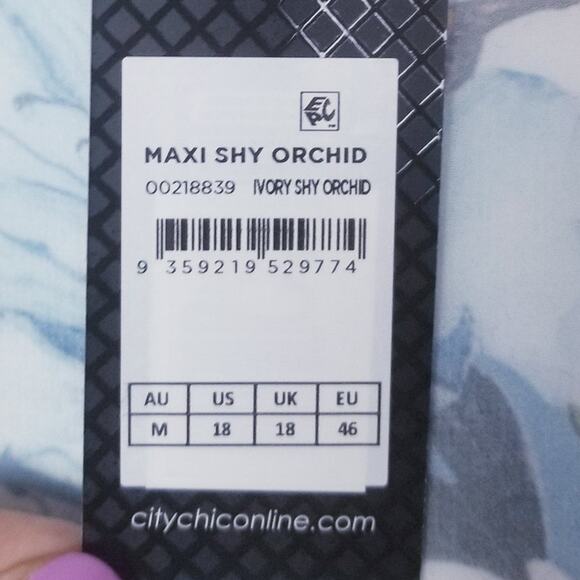 EPC
MAXI SHY ORCHID
00218839 IVORY SHY ORCHID
9 359219 529774
AU US UK EU
M 18 18 46
citychiconline.com